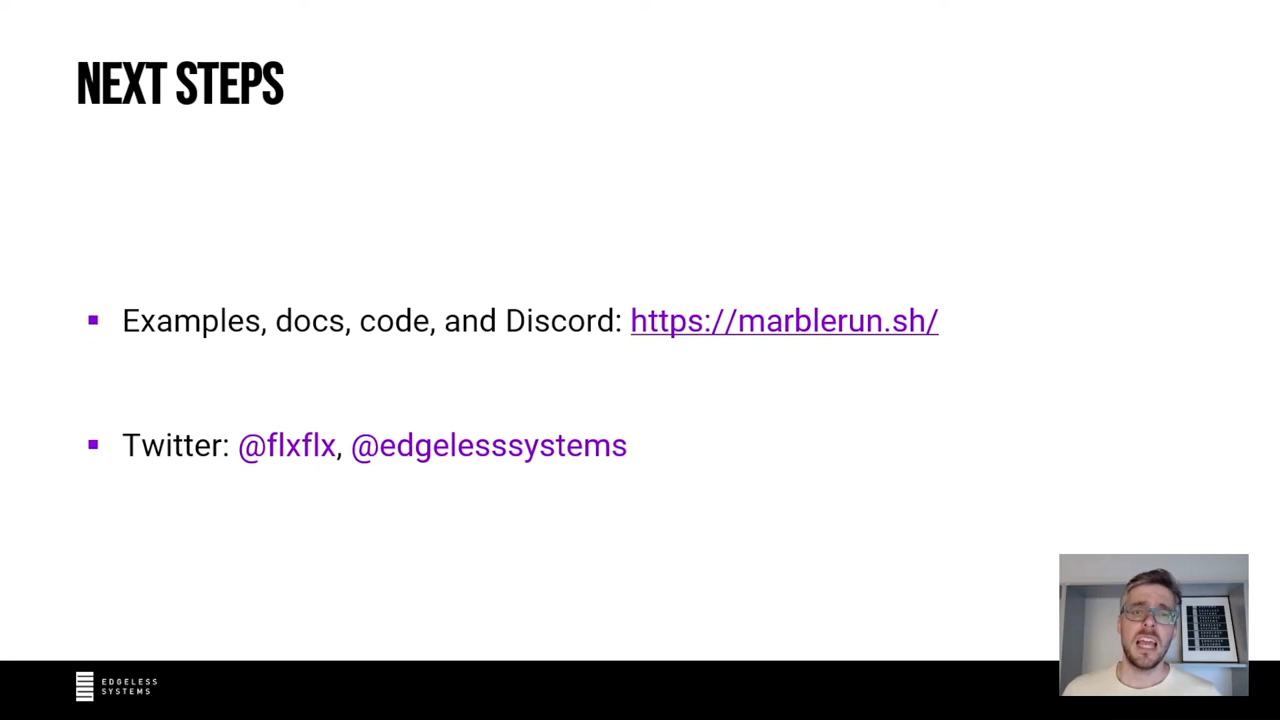 NEXT STEPS
Examples, docs, code, and Discord: https://marblerun.sh/
Twitter: @flxflx, @edgelesssystems
EDGELESS
SYSTEMS